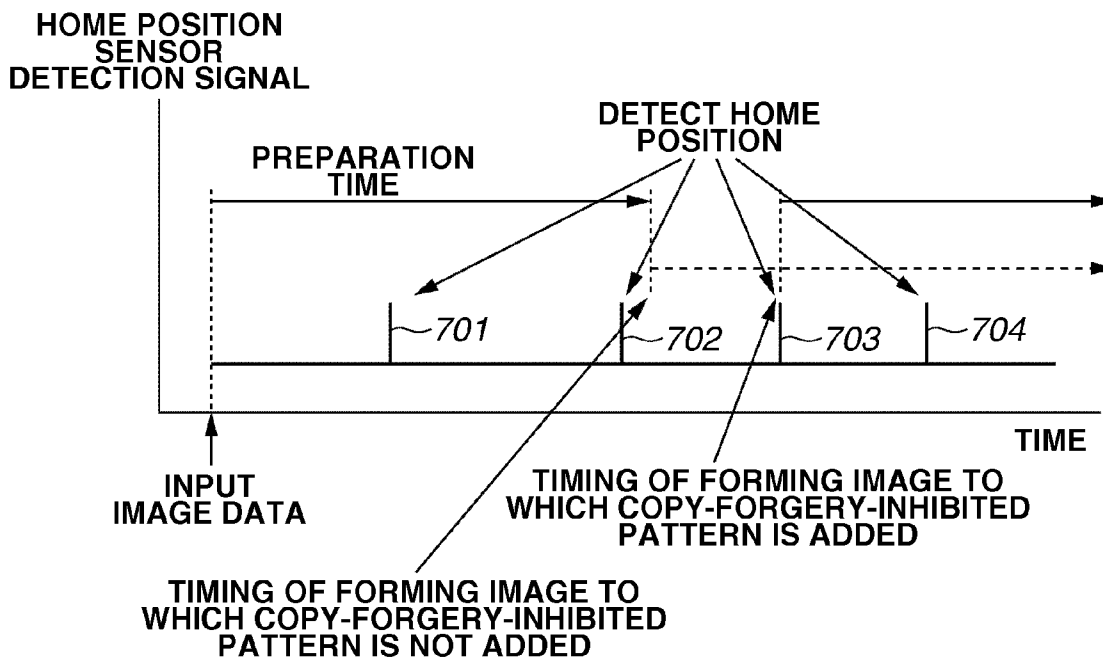 HOME POSITION
SENSOR
DETECTION SIGNAL
DETECT HOME
POSITION
PREPARATION
TIME
701
702
703
704
TIME
INPUT
IMAGE DATA
TIMING OF FORMING IMAGE TO
WHICH COPY-FORGERY-INHIBITED
PATTERN IS ADDED
TIMING OF FORMING IMAGE TO
WHICH COPY-FORGERY-INHIBITED
PATTERN IS NOT ADDED